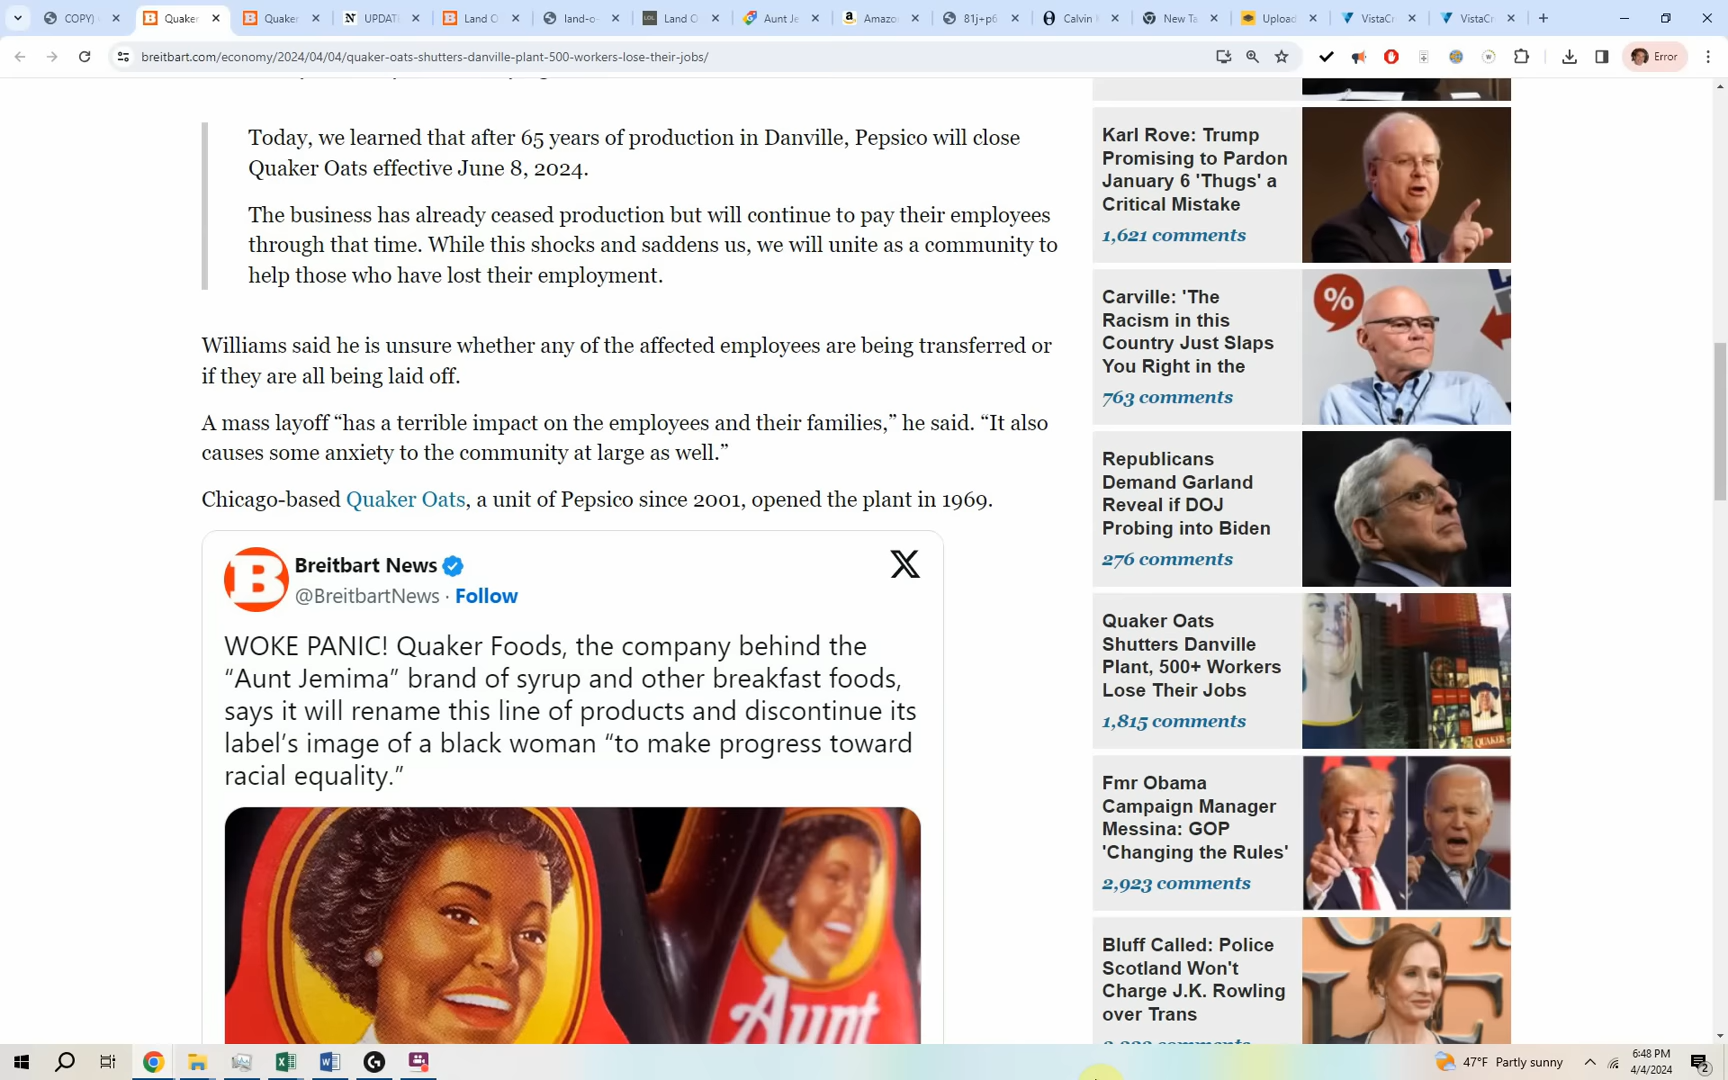 COPY)
Quaker
Quaker
UPDAT
Land O
land-o-
Land O
Aunt Je
Amazo
81j+p6
Calvin
New Ta
Upload
VistaCr
VistaCr
breitbart.com/economy/2024/04/04/quaker-oats-shutters-danville-plant-500-workers-lose-their-jobs/
Error
Today, we learned that after 65 years of production in Danville, Pepsico will close
Quaker Oats effective June 8, 2024.
The business has already ceased production but will continue to pay their employees
through that time. While this shocks and saddens us, we will unite as a community to
help those who have lost their employment.
Williams said he is unsure whether any of the affected employees are being transferred or
if they are all being laid off.
A mass layoff “has a terrible impact on the employees and their families,” he said. “It also
causes some anxiety to the community at large as well.”
Chicago-based Quaker Oats, a unit of Pepsico since 2001, opened the plant in 1969.
B
Breitbart News
@BreitbartNews · Follow
X
WOKE PANIC! Quaker Foods, the company behind the
“Aunt Jemima” brand of syrup and other breakfast foods,
says it will rename this line of products and discontinue its
label’s image of a black woman “to make progress toward
racial equality.”
Aunt
Karl Rove: Trump
Promising to Pardon
January 6 'Thugs' a
Critical Mistake
1,621 comments
Carville: 'The
Racism in this
Country Just Slaps
You Right in the
763 comments
%
Republicans
Demand Garland
Reveal if DOJ
Probing into Biden
276 comments
Quaker Oats
Shutters Danville
Plant, 500+ Workers
Lose Their Jobs
1,815 comments
QUAKER
Fmr Obama
Campaign Manager
Messina: GOP
'Changing the Rules'
2,923 comments
Bluff Called: Police
Scotland Won't
Charge J.K. Rowling
over Trans
47°F Partly sunny
6:48 PM
4/4/2024
2